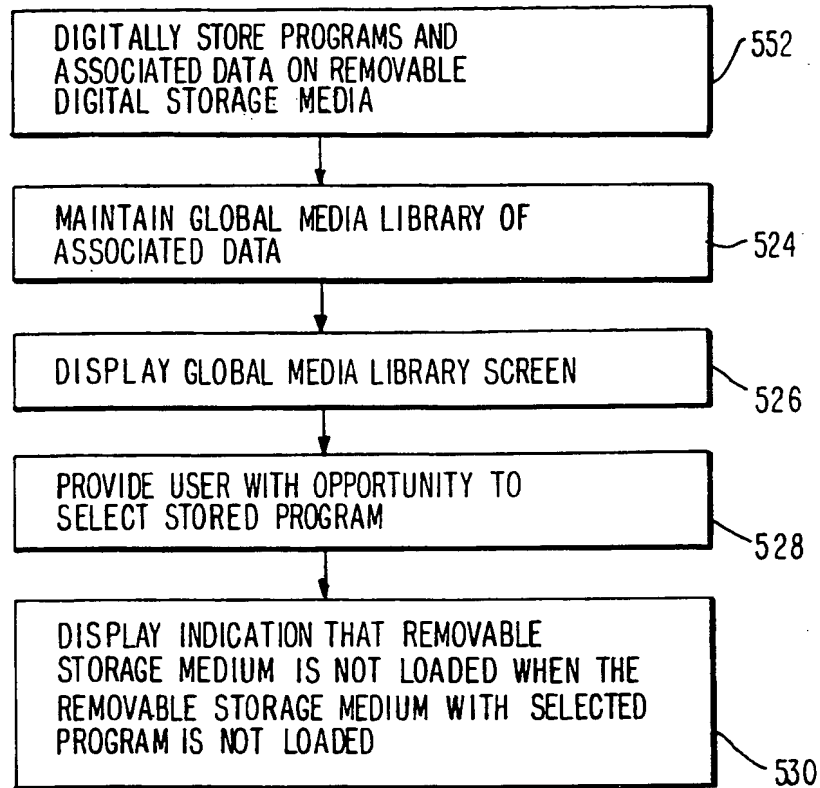 DIGITALLY STORE PROGRAMS AND
ASSOCIATED DATA ON REMOVABLE
DIGITAL STORAGE MEDIA
552
MAINTAIN GLOBAL MEDIA LIBRARY OF
ASSOCIATED DATA
524
DISPLAY GLOBAL MEDIA LIBRARY SCREEN
526
PROVIDE USER WITH OPPORTUNITY TO
SELECT STORED PROGRAM
528
DISPLAY INDICATION THAT REMOVABLE
STORAGE MEDIUM IS NOT LOADED WHEN THE
REMOVABLE STORAGE MEDIUM WITH SELECTED
PROGRAM IS NOT LOADED
530